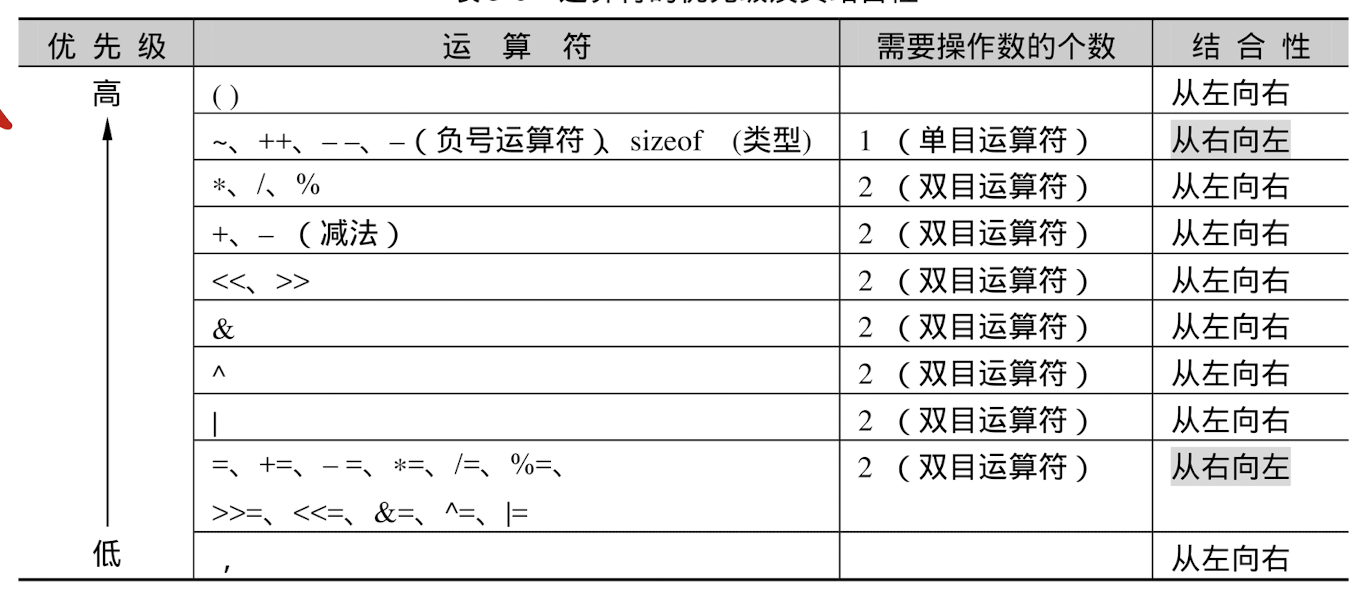 优先级 运算符 需要操作数的个数 结合性
高 ( ) 从左向右
~、++、– –、–（负号运算符）、sizeof (类型) 1（单目运算符） 从右向左
*、/、% 2（双目运算符） 从左向右
+、–（减法） 2（双目运算符） 从左向右
<<、>> 2（双目运算符） 从左向右
& 2（双目运算符） 从左向右
^ 2（双目运算符） 从左向右
| 2（双目运算符） 从左向右
=、+=、–=、*=、/=、%=、 2（双目运算符） 从右向左
>>=、<<=、&=、^=、|=
低 , 从左向右